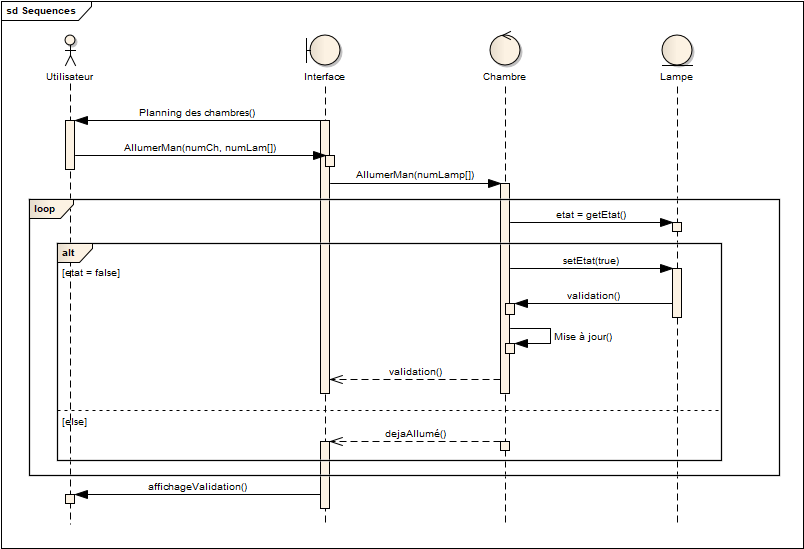 sd Sequences
Utilisateur
Interface
Chambre
Lampe
Planning des chambres()
AllumerMan(numCh, numLam[])
AllumerMan(numLamp[])
loop
etat = getEtat()
alt
[etat = false]
setEtat(true)
validation()
Mise à jour()
validation()
[else]
dejaAllumé()
affichageValidation()